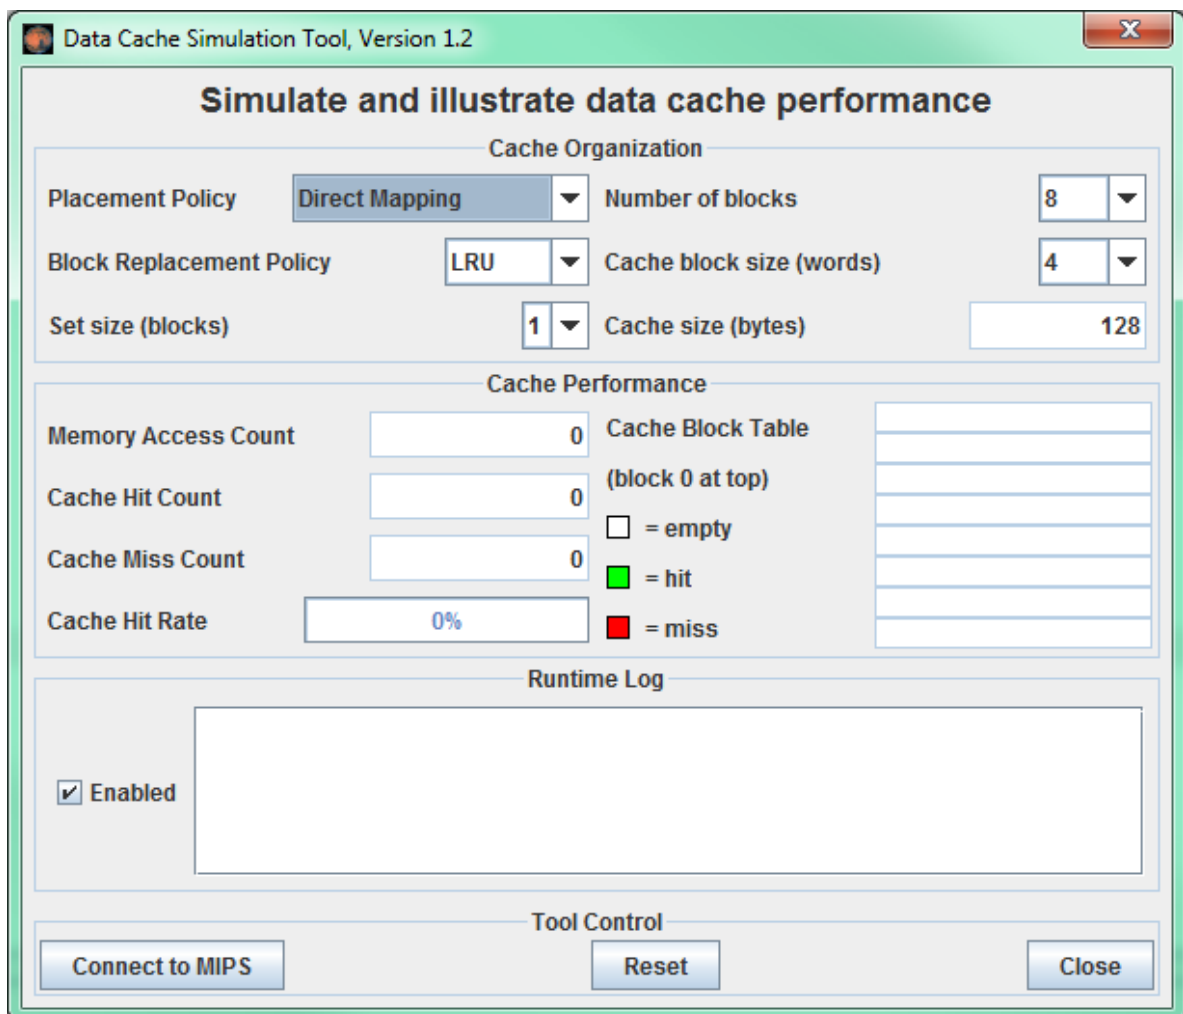 Data Cache Simulation Tool, Version 1.2
Simulate and illustrate data cache performance
Cache Organization
Placement Policy Direct Mapping Number of blocks 8
Block Replacement Policy LRU Cache block size (words) 4
Set size (blocks) 1 Cache size (bytes) 128
Cache Performance
Memory Access Count 0 Cache Block Table
(block 0 at top)
Cache Hit Count 0
= empty
Cache Miss Count 0
= hit
Cache Hit Rate 0%
= miss
Runtime Log
Enabled
Tool Control
Connect to MIPS Reset Close